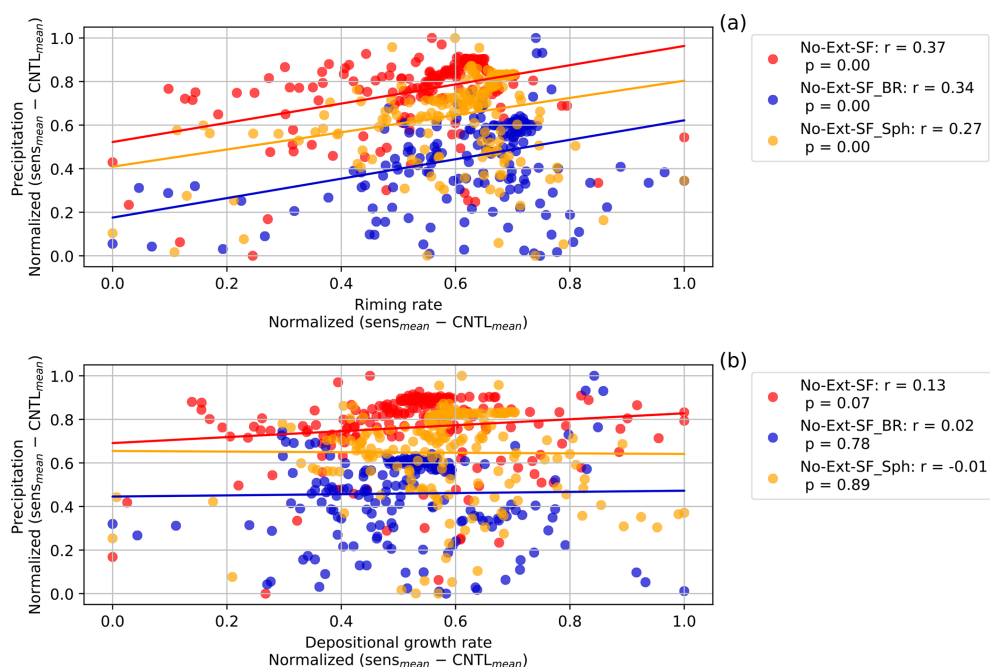 (a)
1.0
0.8
0.6
0.4
0.2
0.0
Precipitation
Normalized (sens_mean − CNTL_mean)
0.0 0.2 0.4 0.6 0.8 1.0
Riming rate
Normalized (sens_mean − CNTL_mean)
No-Ext-SF: r = 0.37
p = 0.00
No-Ext-SF_BR: r = 0.34
p = 0.00
No-Ext-SF_Sph: r = 0.27
p = 0.00
(b)
1.0
0.8
0.6
0.4
0.2
0.0
Precipitation
Normalized (sens_mean − CNTL_mean)
0.0 0.2 0.4 0.6 0.8 1.0
Depositional growth rate
Normalized (sens_mean − CNTL_mean)
No-Ext-SF: r = 0.13
p = 0.07
No-Ext-SF_BR: r = 0.02
p = 0.78
No-Ext-SF_Sph: r = -0.01
p = 0.89